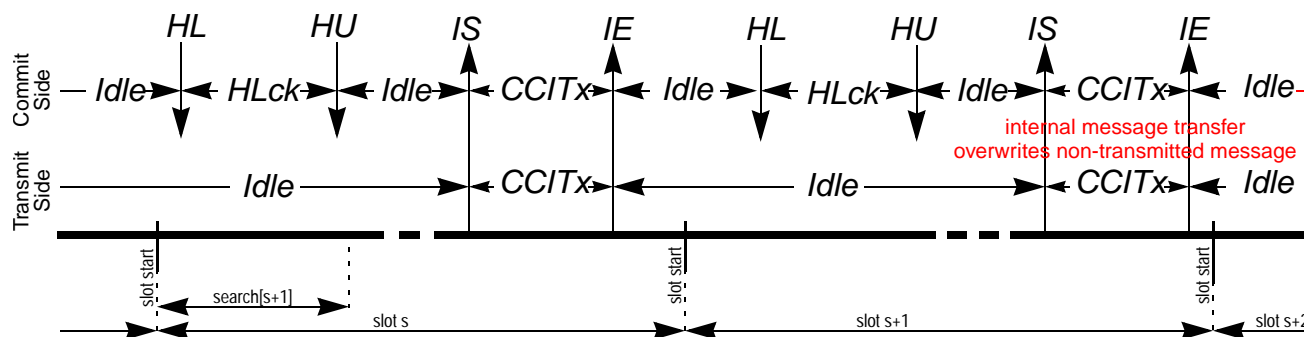 HL HU IS IE HL HU IS IE
Commit Side
Idle HLck Idle CCITx Idle HLck Idle CCITx Idle
internal message transfer
overwrites non-transmitted message
Transmit Side
Idle CCITx Idle CCITx Idle
slot start slot start slot start
search[s+1]
slot s slot s+1 slot s+2